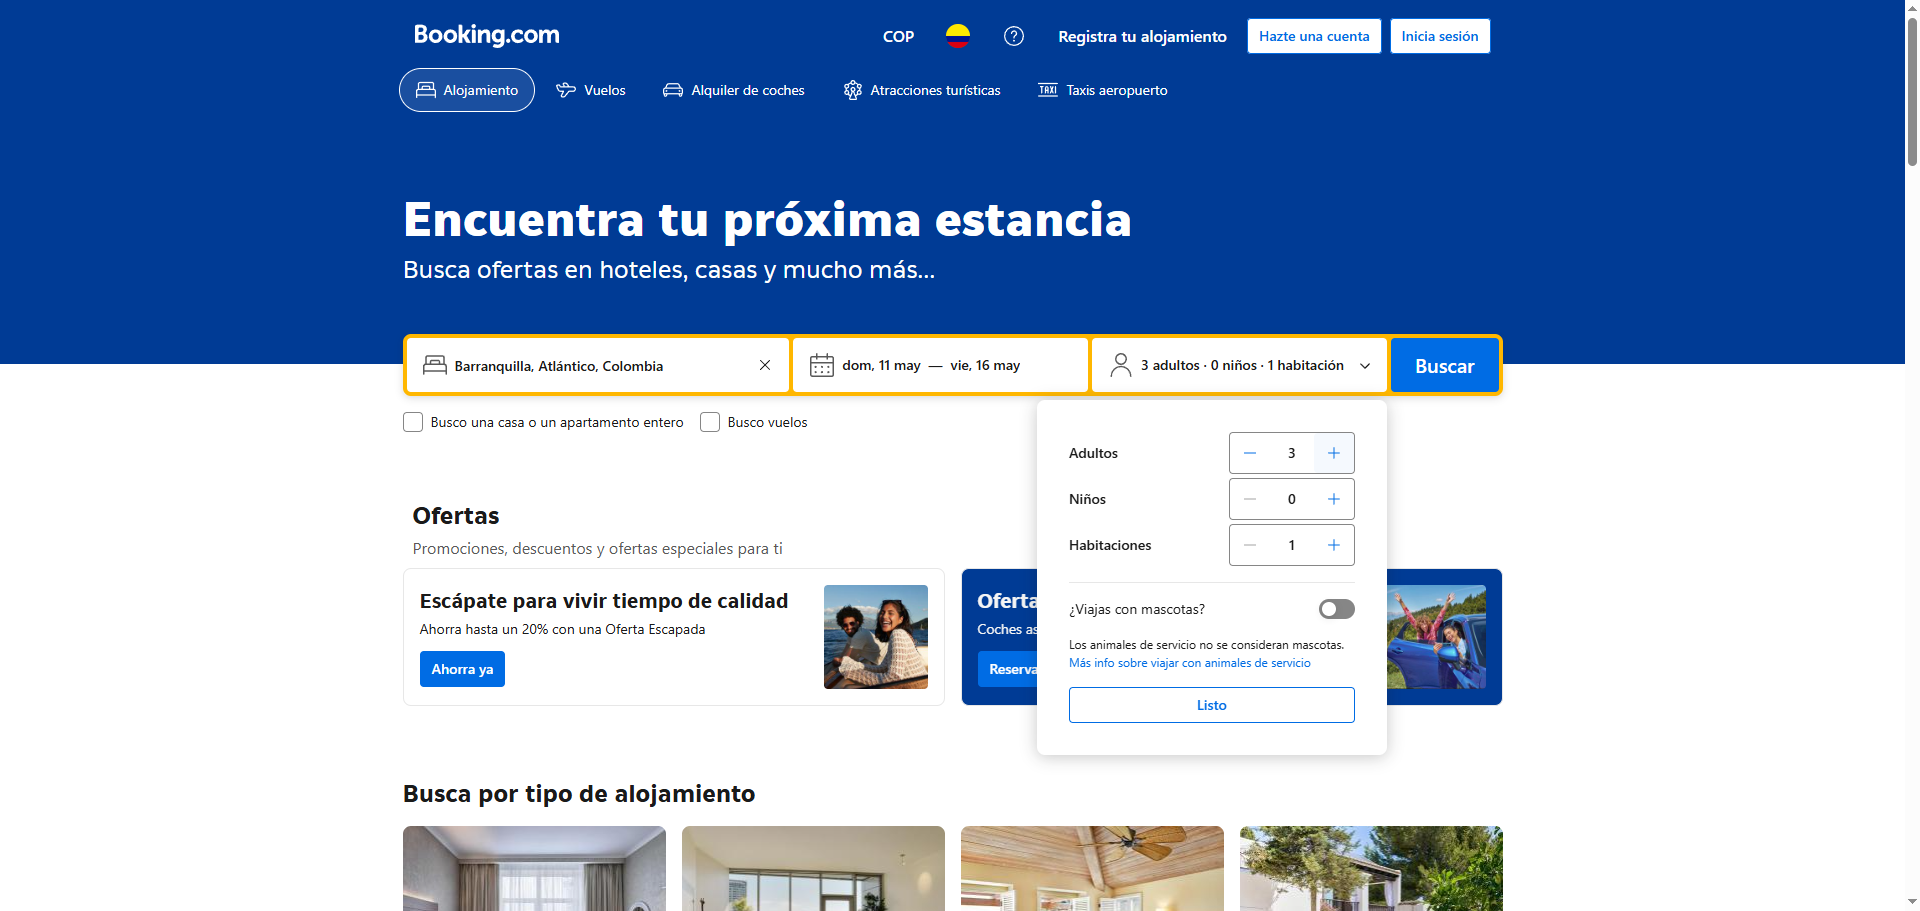 Booking.com
COP
Registra tu alojamiento
Hazte una cuenta
Inicia sesión
Alojamiento
Vuelos
Alquiler de coches
Atracciones turísticas
TAXI
Taxis aeropuerto
Encuentra tu próxima estancia
Busca ofertas en hoteles, casas y mucho más...
Barranquilla, Atlántico, Colombia
dom, 11 may — vie, 16 may
3 adultos · 0 niños · 1 habitación
Buscar
Busco una casa o un apartamento entero
Busco vuelos
Adultos
3
Niños
0
Habitaciones
1
¿Viajas con mascotas?
Los animales de servicio no se consideran mascotas.
Más info sobre viajar con animales de servicio
Listo
Ofertas
Promociones, descuentos y ofertas especiales para ti
Escápate para vivir tiempo de calidad
Ahorra hasta un 20% con una Oferta Escapada
Ahorra ya
Oferta
Coches as
Reserva
Busca por tipo de alojamiento